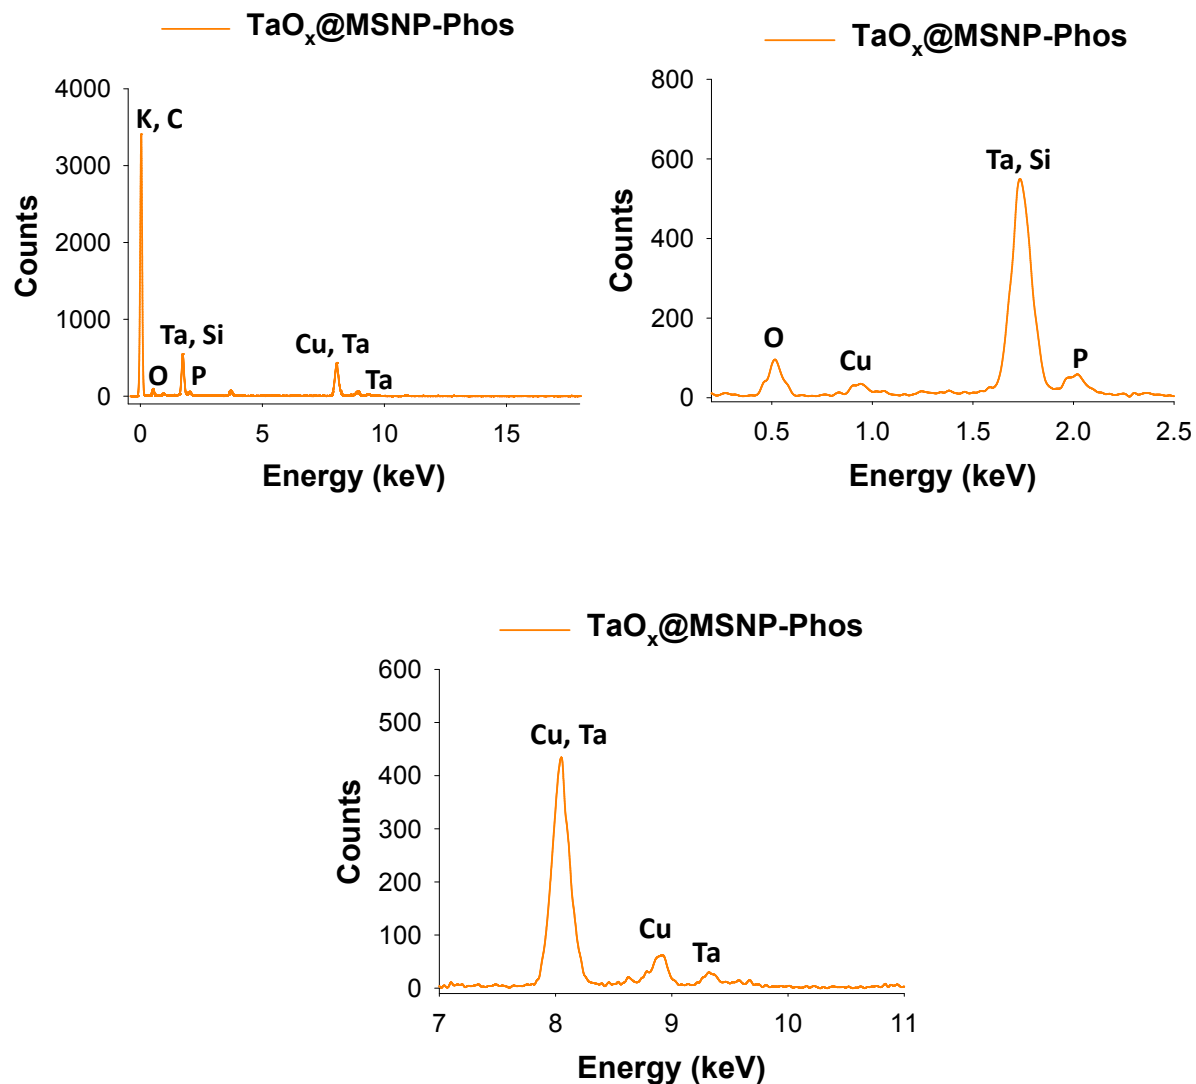 TaOx@MSNP-Phos
4000
3000
2000
1000
0
Counts
K, C
O
Ta, Si
P
Cu, Ta
Ta
0 5 10 15
Energy (keV)
TaOx@MSNP-Phos
800
600
400
200
0
Counts
O
Cu
Ta, Si
P
0.5 1.0 1.5 2.0 2.5
Energy (keV)
TaOx@MSNP-Phos
600
500
400
300
200
100
0
Counts
Cu, Ta
Cu
Ta
7 8 9 10 11
Energy (keV)